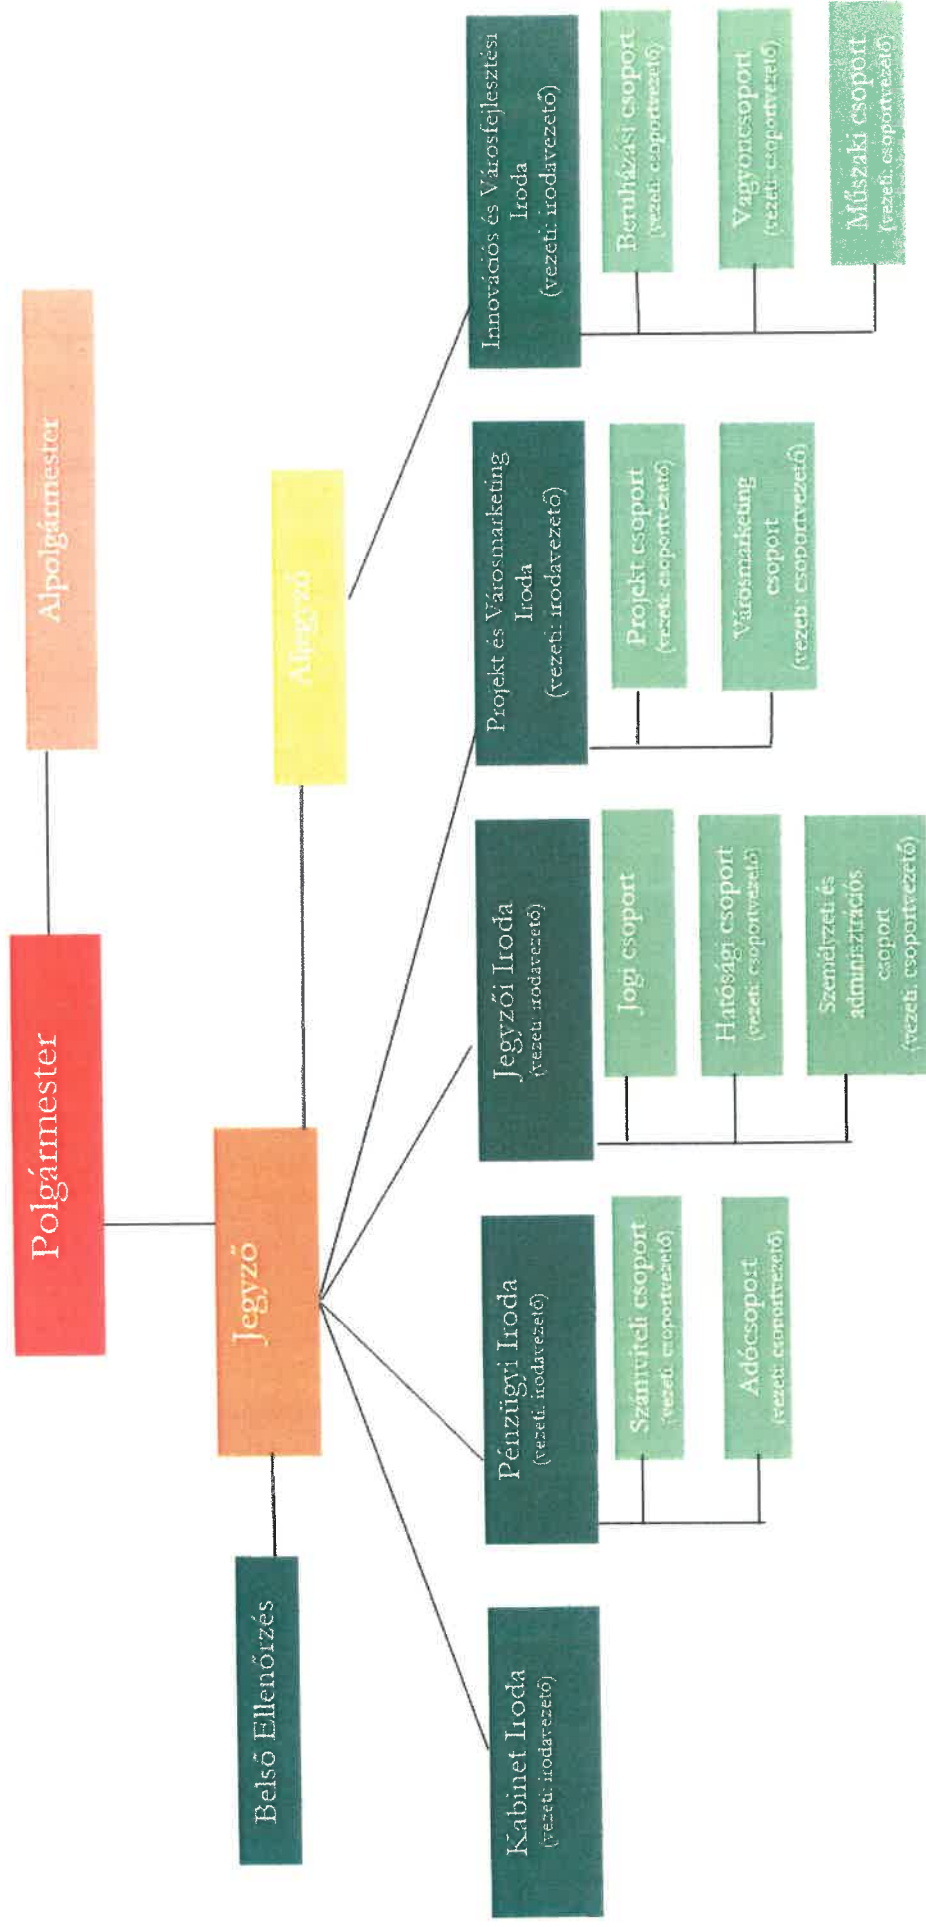 Polgármester
Alpolgármester
Belső Ellenőrzés
Jegyző
Aljegyző
Kabinet Iroda
(vezeti: irodavezető)
Pénzügyi Iroda
(vezeti: irodavezető)
Számviteli csoport
(vezeti: csoportvezető)
Adócsoport
(vezeti: csoportvezető)
Jegyzői Iroda
(vezeti: irodavezető)
Jogi csoport
Hatósági csoport
(vezeti: csoportvezető)
Személyzeti és
adminisztrációs
csoport
(vezeti: csoportvezető)
Projekt és Városmarketing
Iroda
(vezeti: irodavezető)
Projekt csoport
(vezeti: csoportvezető)
Városmarketing
csoport
(vezeti: csoportvezető)
Innovációs és Városfejlesztési
Iroda
(vezeti: irodavezető)
Beruházási csoport
(vezeti: csoportvezető)
Vagyoncsoport
(vezeti: csoportvezető)
Műszaki csoport
(vezeti: csoportvezető)